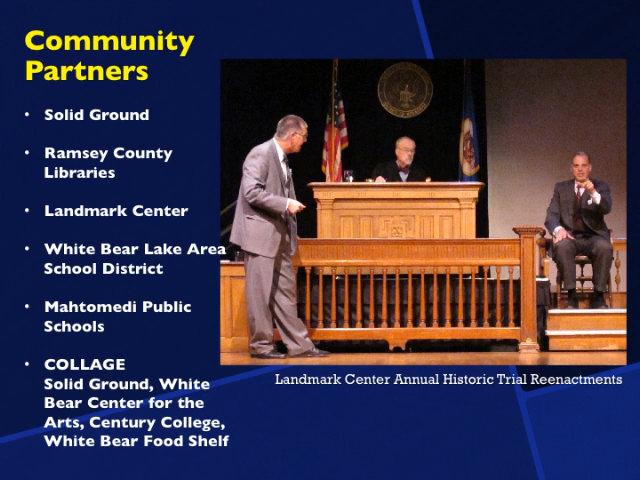 Community
Partners
• Solid Ground
• Ramsey County
Libraries
• Landmark Center
• White Bear Lake Area
School District
• Mahtomedi Public
Schools
• COLLAGE
Solid Ground, White
Bear Center for the
Arts, Century College,
White Bear Food Shelf
Landmark Center Annual Historic Trial Reenactments